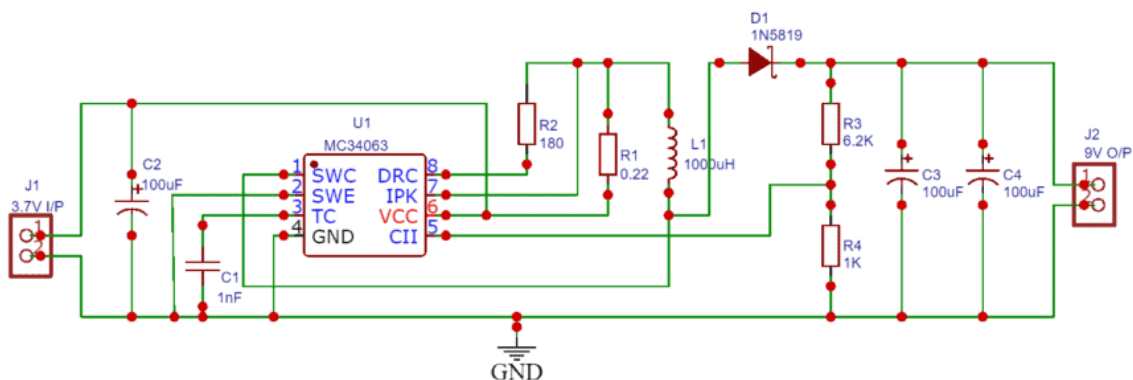 D1
1N5819
U1
MC34063
C2
100uF
J1
3.7V I/P
1
2
1
SWC
2
SWE
3
TC
4
GND
8
DRC
7
IPK
6
VCC
5
CII
R2
180
R1
0.22
L1
1000uH
R3
6.2K
R4
1K
C3
100uF
C4
100uF
J2
9V O/P
1
2
C1
1nF
GND